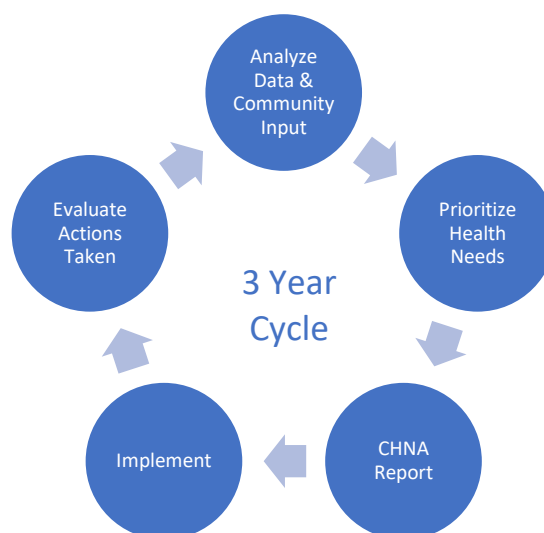 Analyze
Data &
Community
Input
Prioritize
Health
Needs
CHNA
Report
Implement
Evaluate
Actions
Taken
3 Year
Cycle